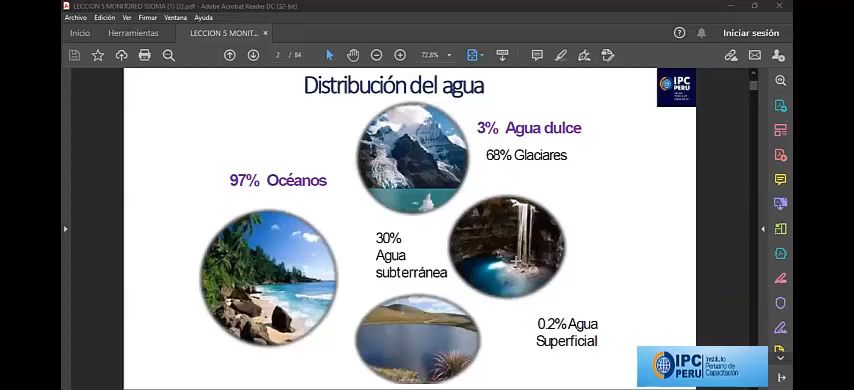 LECCION 5 MONITOREO SSOMA (1) (2).pdf - Adobe Acrobat Reader DC (32-bit)
Archivo Edición Ver Firmar Ventana Ayuda
Inicio Herramientas LECCION 5 MONIT... Iniciar sesión
2 / 84 72.8%
Distribución del agua
IPC
PERU
3% Agua dulce
68% Glaciares
97% Océanos
30%
Agua
subterránea
0.2% Agua
Superficial
IPC
PERU
Instituto
Peruano de
Capacitación